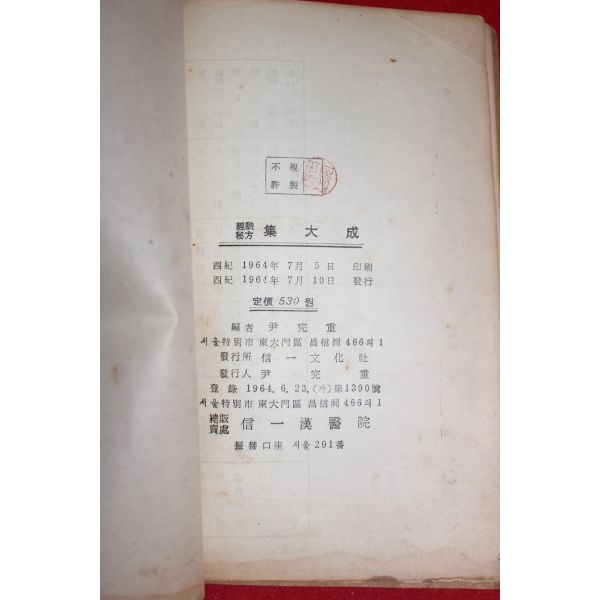 不複
許製
經驗
秘方 集大成
西紀 1964年 7月 5日 印刷
西紀 1964年 7月 10日 發行
定價 530원
編者 尹完重
서울特別市 東大門區 昌信洞 466의 1
發行所 信一文化社
發行人 尹完重
登錄 1964. 6. 23. (가) 第1390號
서울特別市 東大門區 昌信洞 466의 1
總販
賣處 信一漢醫院
振替口座 서울 291番